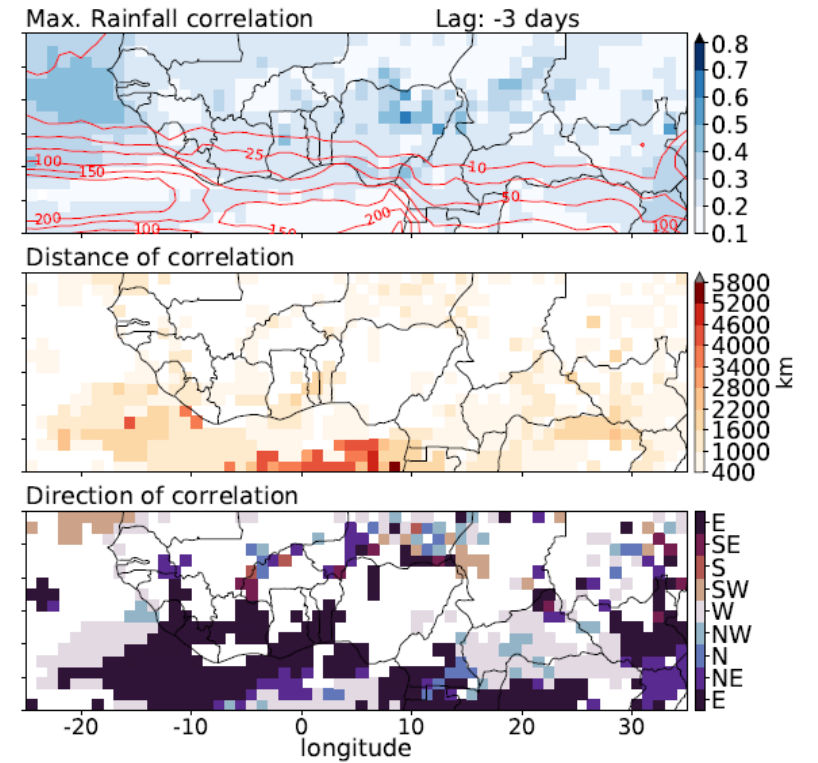 Max. Rainfall correlation Lag: -3 days
0.8
0.7
0.6
0.5
0.4
0.3
0.2
0.1
100
150
25
10
50
200
100
150
200
100
Distance of correlation
5800
5200
4600
4000
3400
2800
2200
1600
1000
400
km
Direction of correlation
E
SE
S
SW
W
NW
N
NE
E
-20 -10 0 10 20 30
longitude